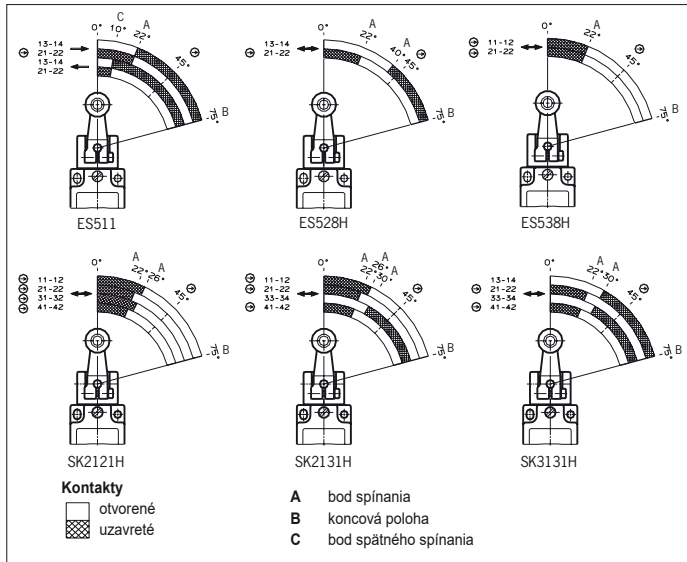 C A
0° 10° 22° 45° 75° B
13-14
21-22
13-14
21-22
ES511
A A
0° 22° 40° 45° 75° B
13-14
21-22
ES528H
A
0° 22° 45° 75° B
11-12
21-22
ES538H
A A
0° 22° 26° 45° 75° B
11-12
21-22
31-32
41-42
SK2121H
A A A
0° 22° 26° 30° 45° 75° B
11-12
21-22
33-34
41-42
SK2131H
A A
0° 22° 30° 45° 75° B
13-14
21-22
33-34
41-42
SK3131H
Kontakty
otvorené
uzavreté
A bod spínania
B koncová poloha
C bod spätného spínania